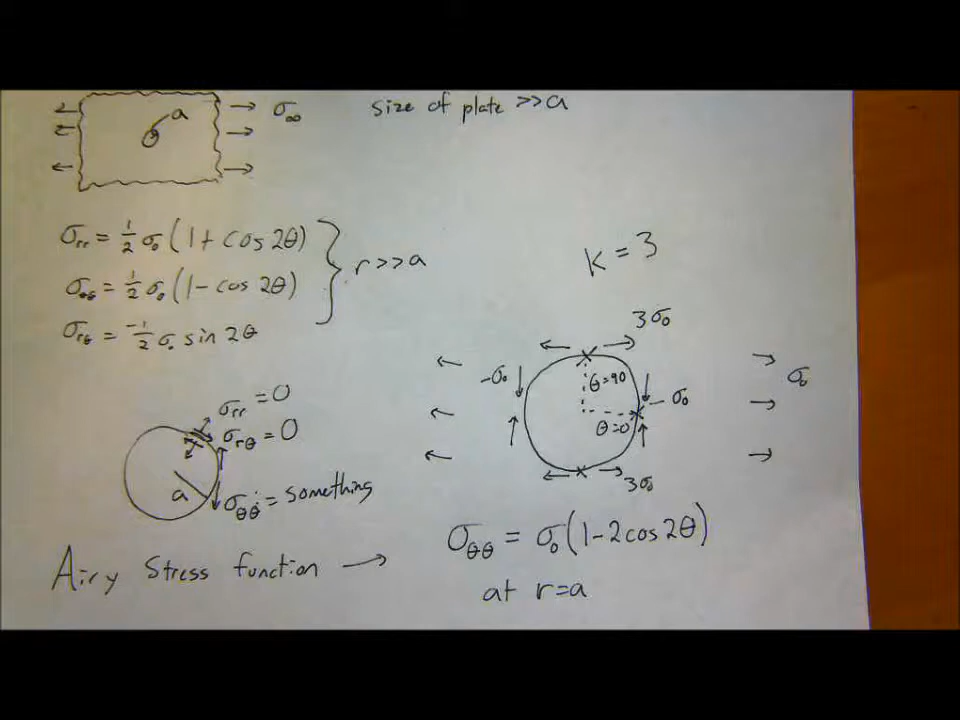 a
σ∞
size of plate >> a
σrr = 1/2 σ₀ (1 + cos 2θ)
σθθ = 1/2 σ₀ (1 - cos 2θ)
σrθ = -1/2 σ₀ sin 2θ
r >> a
K = 3
3σ₀
-σ₀
θ=90
-σ₀
θ=0
σ₀
3σ₀
σrr = 0
σrθ = 0
a
σθθ = something
σθθ = σ₀(1-2cos 2θ)
at r=a
Airy Stress function →